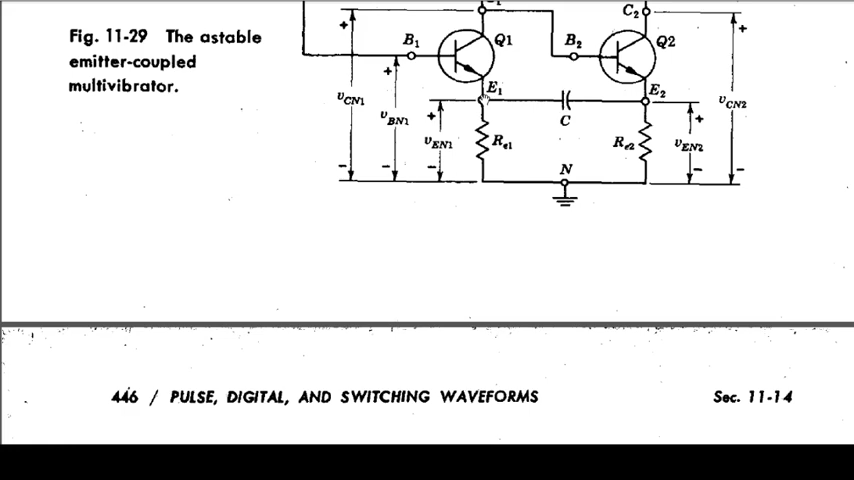 Fig. 11-29 The astable
emitter-coupled
multivibrator.
C2
+ +
B1 Q1 B2 Q2
+
E1 E2
vCN1 vBN1 + C + vCN2
vEN1 Re1 Re2 vEN2
- - - N - -
446 / PULSE, DIGITAL, AND SWITCHING WAVEFORMS Sec. 11-14